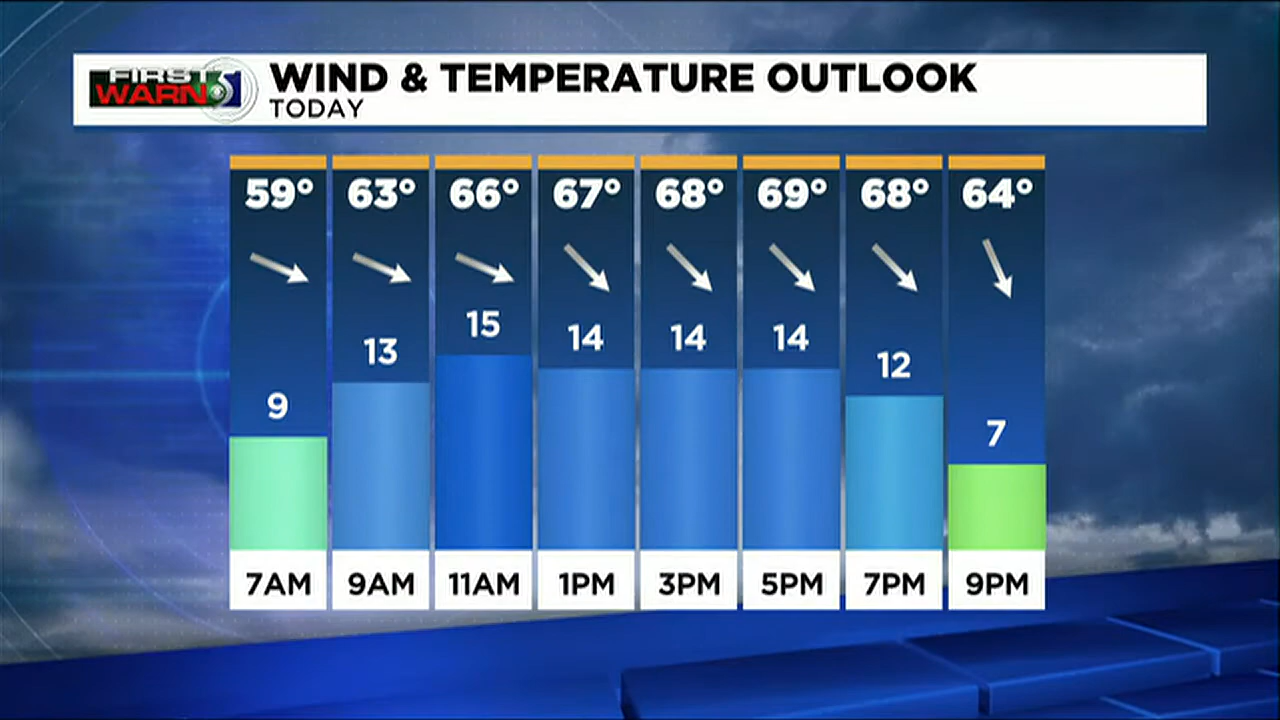 FIRST
WARN 5
WIND & TEMPERATURE OUTLOOK
TODAY
59° 63° 66° 67° 68° 69° 68° 64°
9 13 15 14 14 14 12 7
7AM 9AM 11AM 1PM 3PM 5PM 7PM 9PM